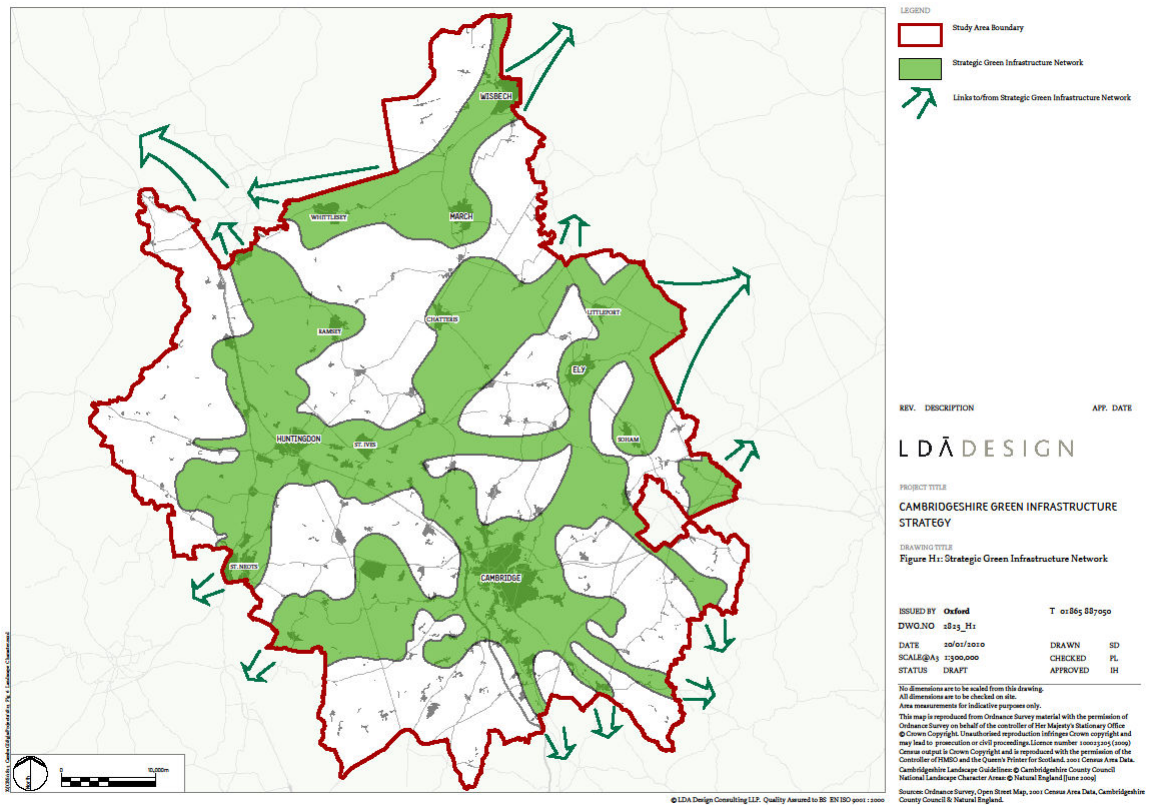 LEGEND
Study Area Boundary
Strategic Green Infrastructure Network
Links to/from Strategic Green Infrastructure Network
WISBECH
WHITTLESEY
MARCH
CHATTERIS
LITTLEPORT
RAMSEY
ELY
HUNTINGDON
ST. IVES
SOHAM
ST. NEOTS
CAMBRIDGE
REV. DESCRIPTION APP. DATE
LDĀDESIGN
PROJECT TITLE
CAMBRIDGESHIRE GREEN INFRASTRUCTURE
STRATEGY
DRAWING TITLE
Figure H1: Strategic Green Infrastructure Network
ISSUED BY Oxford T 01865 887050
DWG.NO 2825_H1
DATE 20/01/2010 DRAWN SD
SCALE@A3 1:300,000 CHECKED PL
STATUS DRAFT APPROVED IH
No dimensions are to be scaled from this drawing.
All dimensions are to be checked on site.
Area measurements for indicative purposes only.
This map is reproduced from Ordnance Survey material with the permission of
Ordnance Survey on behalf of the controller of Her Majesty's Stationary Office
© Crown Copyright. Unauthorised reproduction infringes Crown copyright and
may lead to prosecution or civil proceedings.Licence number 100023205 (2009)
Census output is Crown Copyright and is reproduced with the permission of the
Controller of HMSO and the Queen's Printer for Scotland. 2001 Census Area Data.
Cambridgeshire Landscape Guidelines: © Cambridgeshire County Council
National Landscape Character Areas: © Natural England [June 2009]
Sources: Ordnance Survey, Open Street Map, 2001 Census Area Data, Cambridgeshire
County Council & Natural England.
North
0 10,000m
© LDA Design Consulting LLP. Quality Assured to BS EN ISO 9001 : 2000